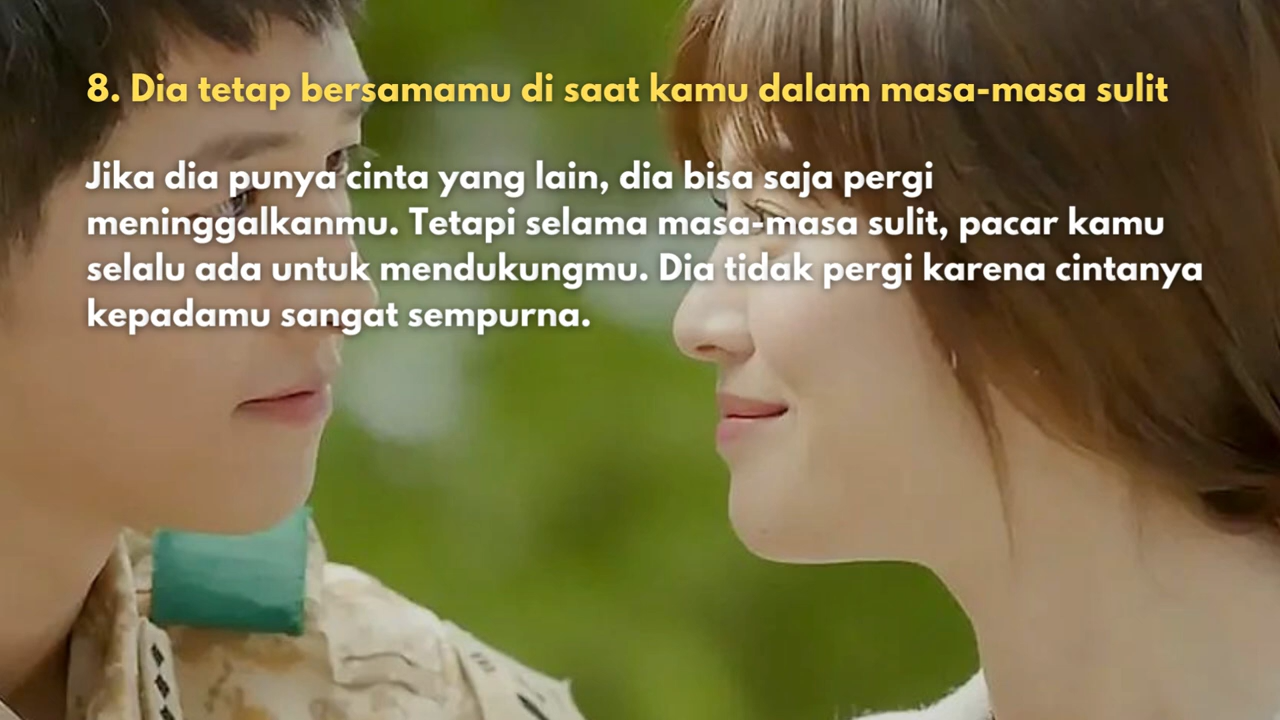 8. Dia tetap bersamamu di saat kamu dalam masa-masa sulit
Jika dia punya cinta yang lain, dia bisa saja pergi
meninggalkanmu. Tetapi selama masa-masa sulit, pacar kamu
selalu ada untuk mendukungmu. Dia tidak pergi karena cintanya
kepadamu sangat sempurna.